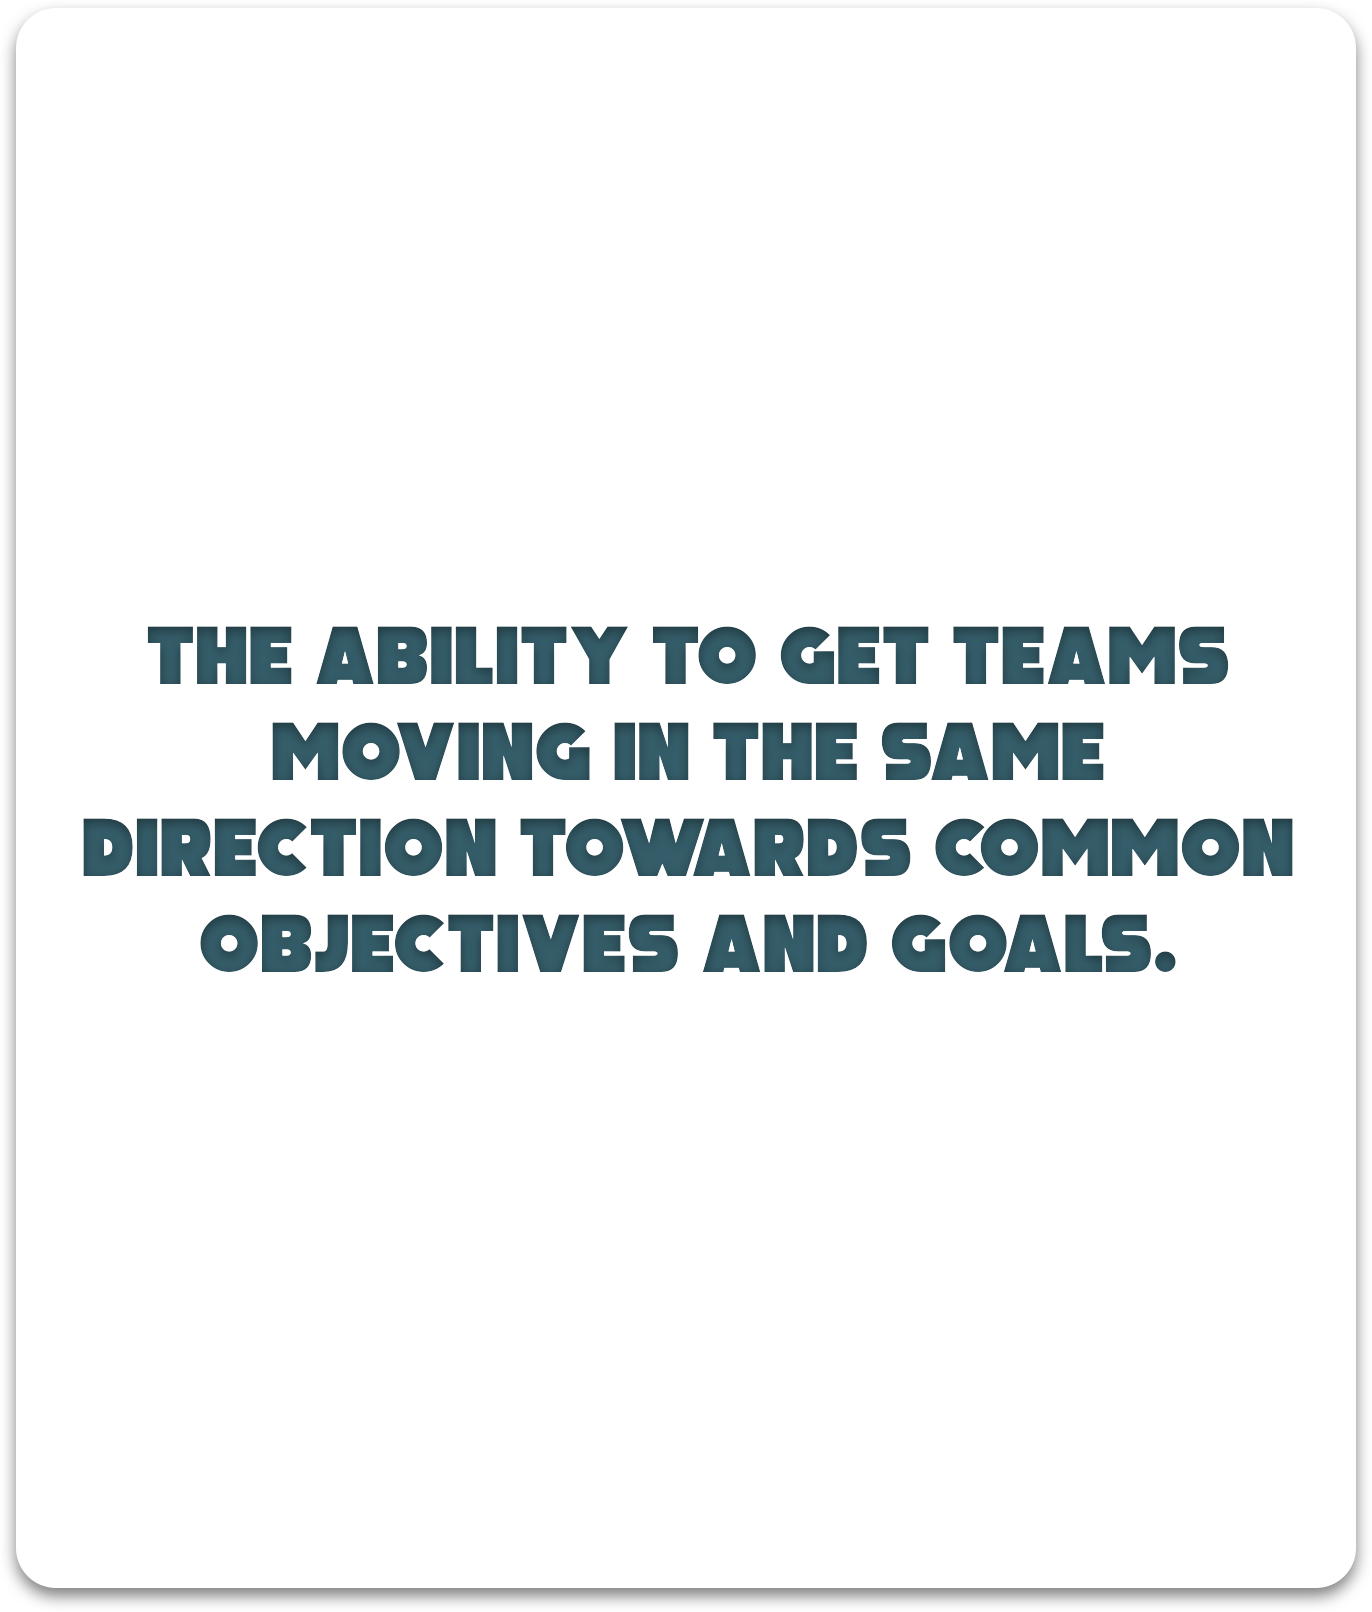 THE ABILITY TO GET TEAMS
MOVING IN THE SAME
DIRECTION TOWARDS COMMON
OBJECTIVES AND GOALS.